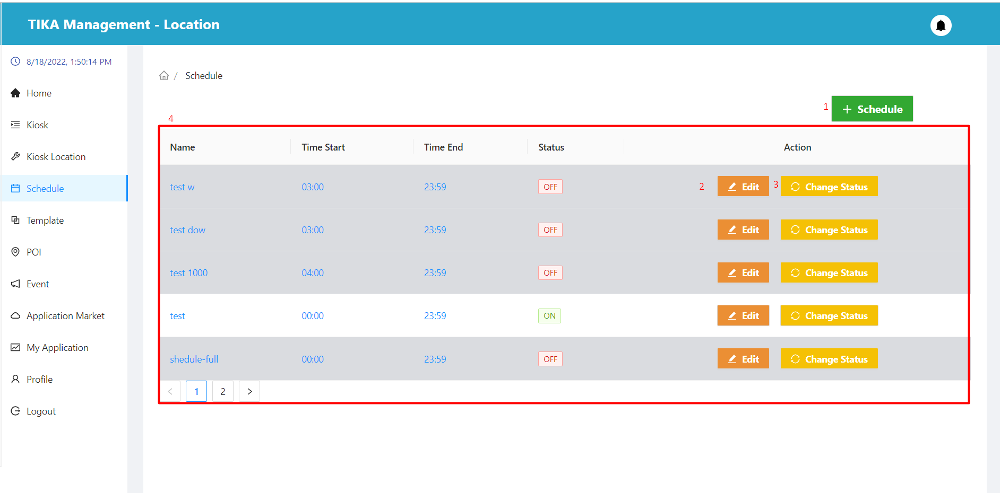 TIKA Management - Location
8/18/2022, 1:50:14 PM
Home
Kiosk
Kiosk Location
Schedule
Template
POI
Event
Application Market
My Application
Profile
Logout
/ Schedule
1 + Schedule
4
Name Time Start Time End Status Action
test w 03:00 23:59 OFF 2 Edit 3 Change Status
test dow 03:00 23:59 OFF Edit Change Status
test 1000 04:00 23:59 OFF Edit Change Status
test 00:00 23:59 ON Edit Change Status
shedule-full 00:00 23:59 OFF Edit Change Status
< 1 2 >